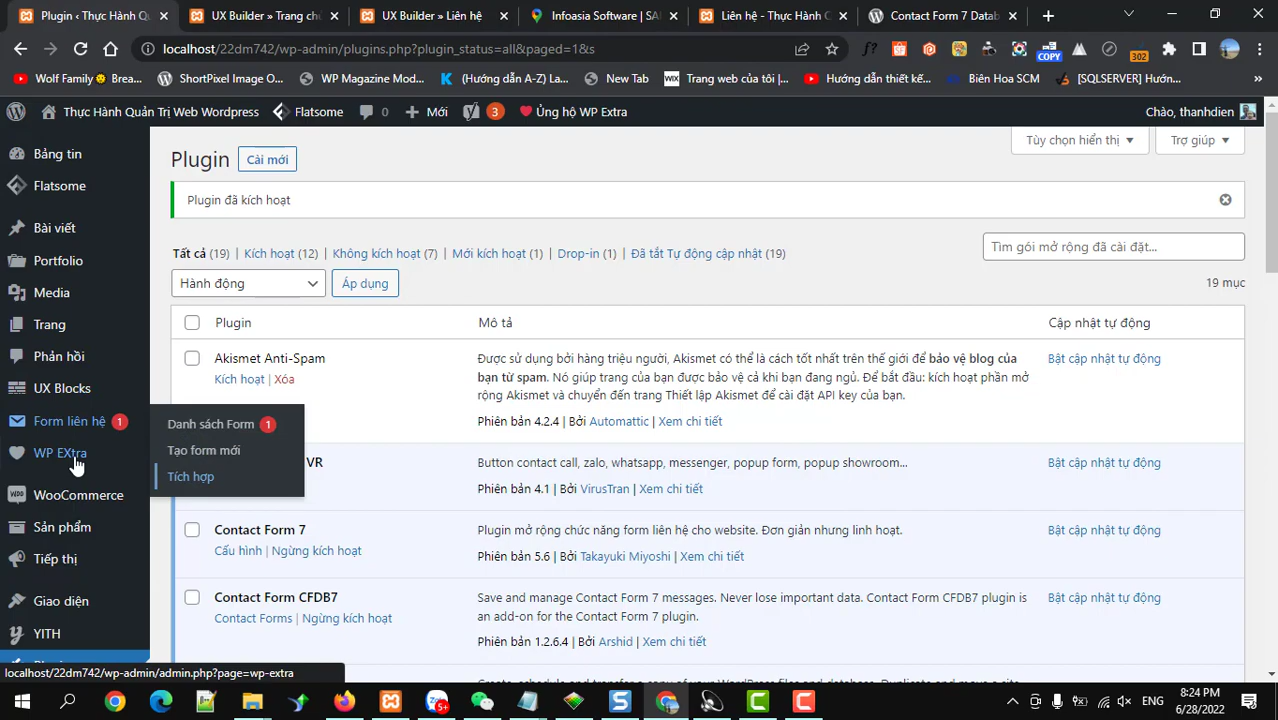 Plugin ‹ Thực Hành Q
UX Builder » Trang ch
UX Builder » Liên hệ
Infoasia Software | SA
Liên hệ - Thực Hành C
Contact Form 7 Datab
localhost/22dm742/wp-admin/plugins.php?plugin_status=all&paged=1&s
COPY
302
Wolf Family Brea...
ShortPixel Image O...
WP Magazine Mod...
(Hướng dẫn A-Z) La...
New Tab
WIX
Trang web của tôi |...
Hướng dẫn thiết kế...
Biên Hoa SCM
[SQLSERVER] Hướn...
Thực Hành Quản Trị Web Wordpress
Flatsome
0
Mới
3
Ủng hộ WP Extra
Chào, thanhdien
Bảng tin
Flatsome
Bài viết
Portfolio
Media
Trang
Phản hồi
UX Blocks
Form liên hệ 1
WP EXtra
WooCommerce
Sản phẩm
Tiếp thị
Giao diện
YITH
Danh sách Form 1
Tạo form mới
Tích hợp
Plugin
Cài mới
Tùy chọn hiển thị
Trợ giúp
Plugin đã kích hoạt
Tất cả (19) | Kích hoạt (12) | Không kích hoạt (7) | Mới kích hoạt (1) | Drop-in (1) | Đã tắt Tự động cập nhật (19)
Tìm gói mở rộng đã cài đặt...
Hành động
Áp dụng
19 mục
Plugin
Mô tả
Cập nhật tự động
Akismet Anti-Spam
Kích hoạt | Xóa
Được sử dụng bởi hàng triệu người, Akismet có thể là cách tốt nhất trên thế giới để bảo vệ blog của
bạn từ spam. Nó giúp trang của bạn được bảo vệ cả khi bạn đang ngủ. Để bắt đầu: kích hoạt phần mở
rộng Akismet và chuyển đến trang Thiết lập Akismet để cài đặt API key của bạn.
Phiên bản 4.2.4 | Bởi Automattic | Xem chi tiết
Bật cập nhật tự động
VR
Button contact call, zalo, whatsapp, messenger, popup form, popup showroom...
Phiên bản 4.1 | Bởi VirusTran | Xem chi tiết
Bật cập nhật tự động
Contact Form 7
Cấu hình | Ngừng kích hoạt
Plugin mở rộng chức năng form liên hệ cho website. Đơn giản nhưng linh hoạt.
Phiên bản 5.6 | Bởi Takayuki Miyoshi | Xem chi tiết
Bật cập nhật tự động
Contact Form CFDB7
Contact Forms | Ngừng kích hoạt
Save and manage Contact Form 7 messages. Never lose important data. Contact Form CFDB7 plugin is
an add-on for the Contact Form 7 plugin.
Phiên bản 1.2.6.4 | Bởi Arshid | Xem chi tiết
Bật cập nhật tự động
localhost/22dm742/wp-admin/admin.php?page=wp-extra
ENG
8:24 PM
6/28/2022